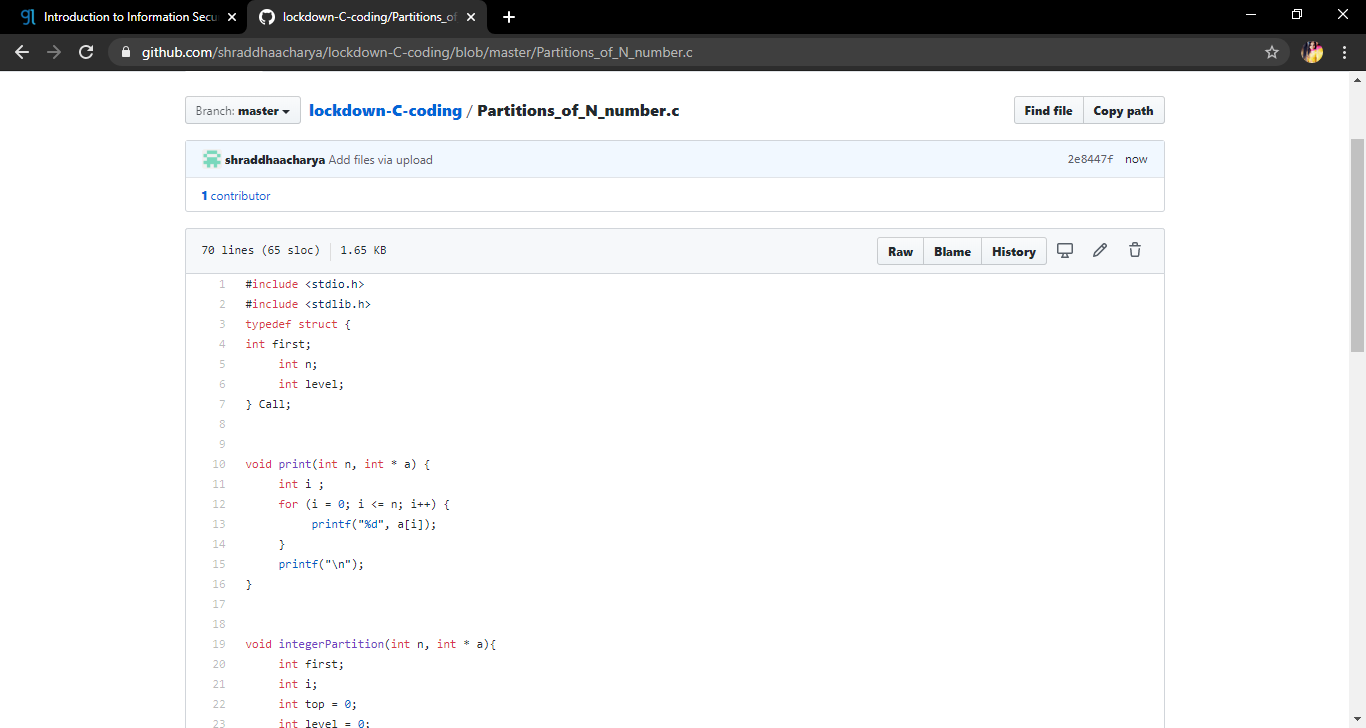 Introduction to Information Secu
lockdown-C-coding/Partitions_of
github.com/shraddhaacharya/lockdown-C-coding/blob/master/Partitions_of_N_number.c
Branch: master
lockdown-C-coding / Partitions_of_N_number.c
Find file
Copy path
shraddhaacharya Add files via upload
2e8447f now
1 contributor
70 lines (65 sloc) 1.65 KB
Raw
Blame
History
1 #include <stdio.h>
2 #include <stdlib.h>
3 typedef struct {
4 int first;
5 int n;
6 int level;
7 } Call;
8
9
10 void print(int n, int * a) {
11 int i ;
12 for (i = 0; i <= n; i++) {
13 printf("%d", a[i]);
14 }
15 printf("\n");
16 }
17
18
19 void integerPartition(int n, int * a){
20 int first;
21 int i;
22 int top = 0;
23 int level = 0;